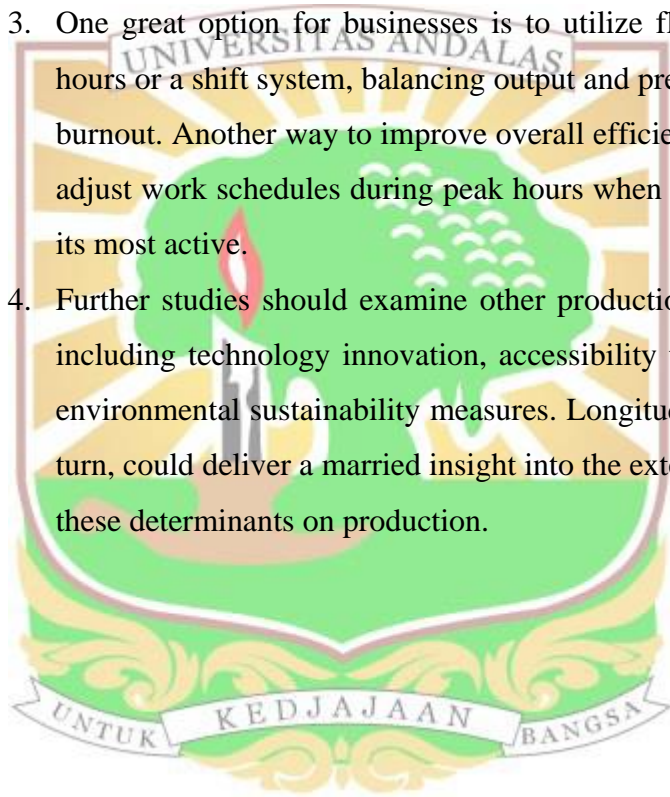 3. One great option for businesses is to utilize fl
UNIVERSITAS ANDALAS
hours or a shift system, balancing output and pre
burnout. Another way to improve overall efficie
adjust work schedules during peak hours when
its most active.
4. Further studies should examine other productio
including technology innovation, accessibility
environmental sustainability measures. Longitu
turn, could deliver a married insight into the exte
these determinants on production.
UNTUK KEDJAJAAN BANGSA